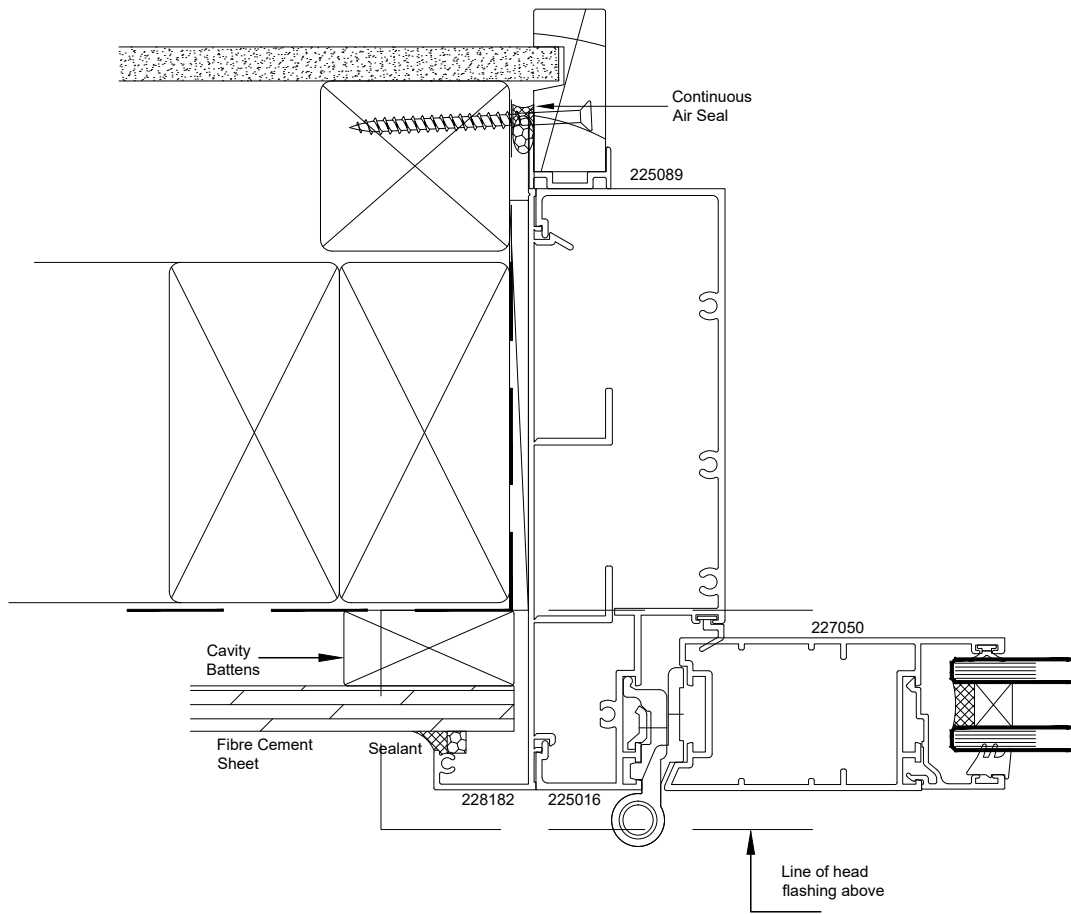 Continuous
Air Seal
225089
227050
Cavity
Battens
Fibre Cement
Sheet
Sealant
228182
225016
Line of head
flashing above